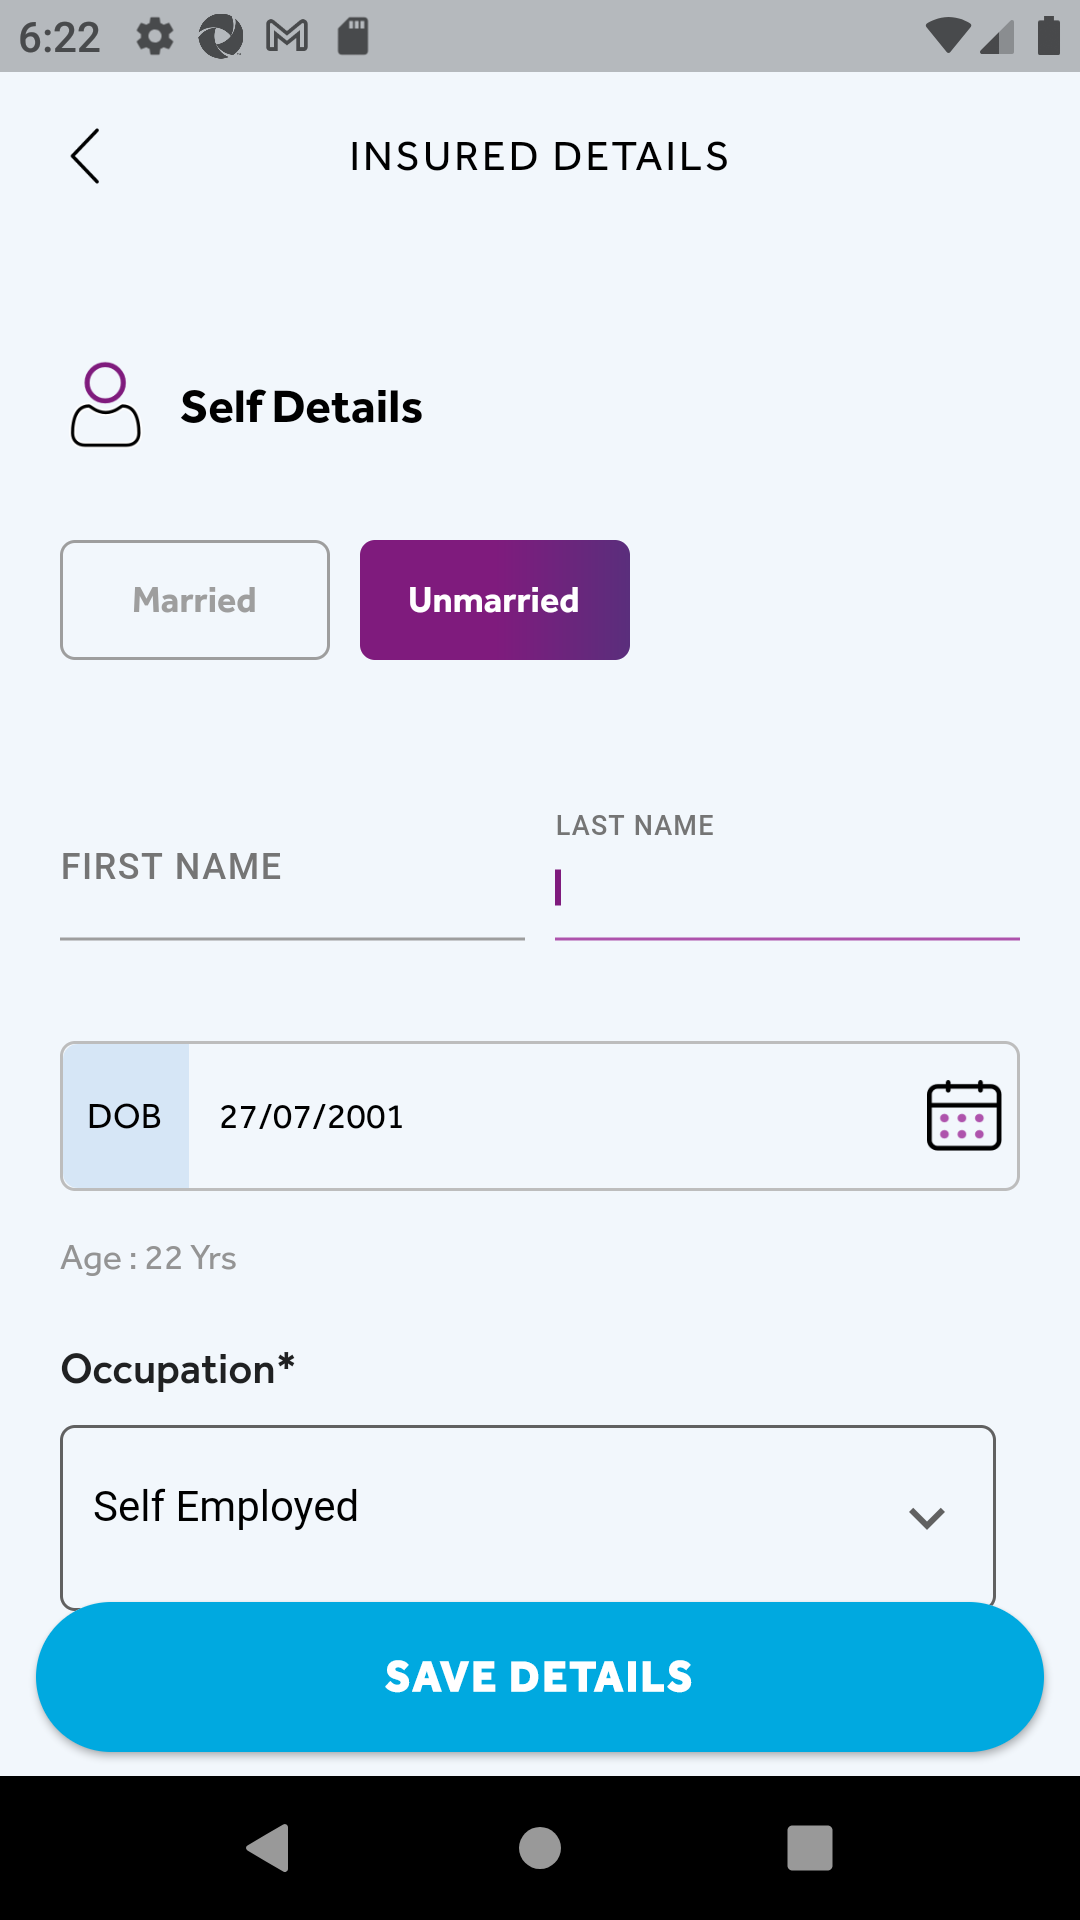 6:22
INSURED DETAILS
Self Details
Married
Unmarried
FIRST NAME
LAST NAME
DOB
27/07/2001
Age : 22 Yrs
Occupation*
Self Employed
SAVE DETAILS